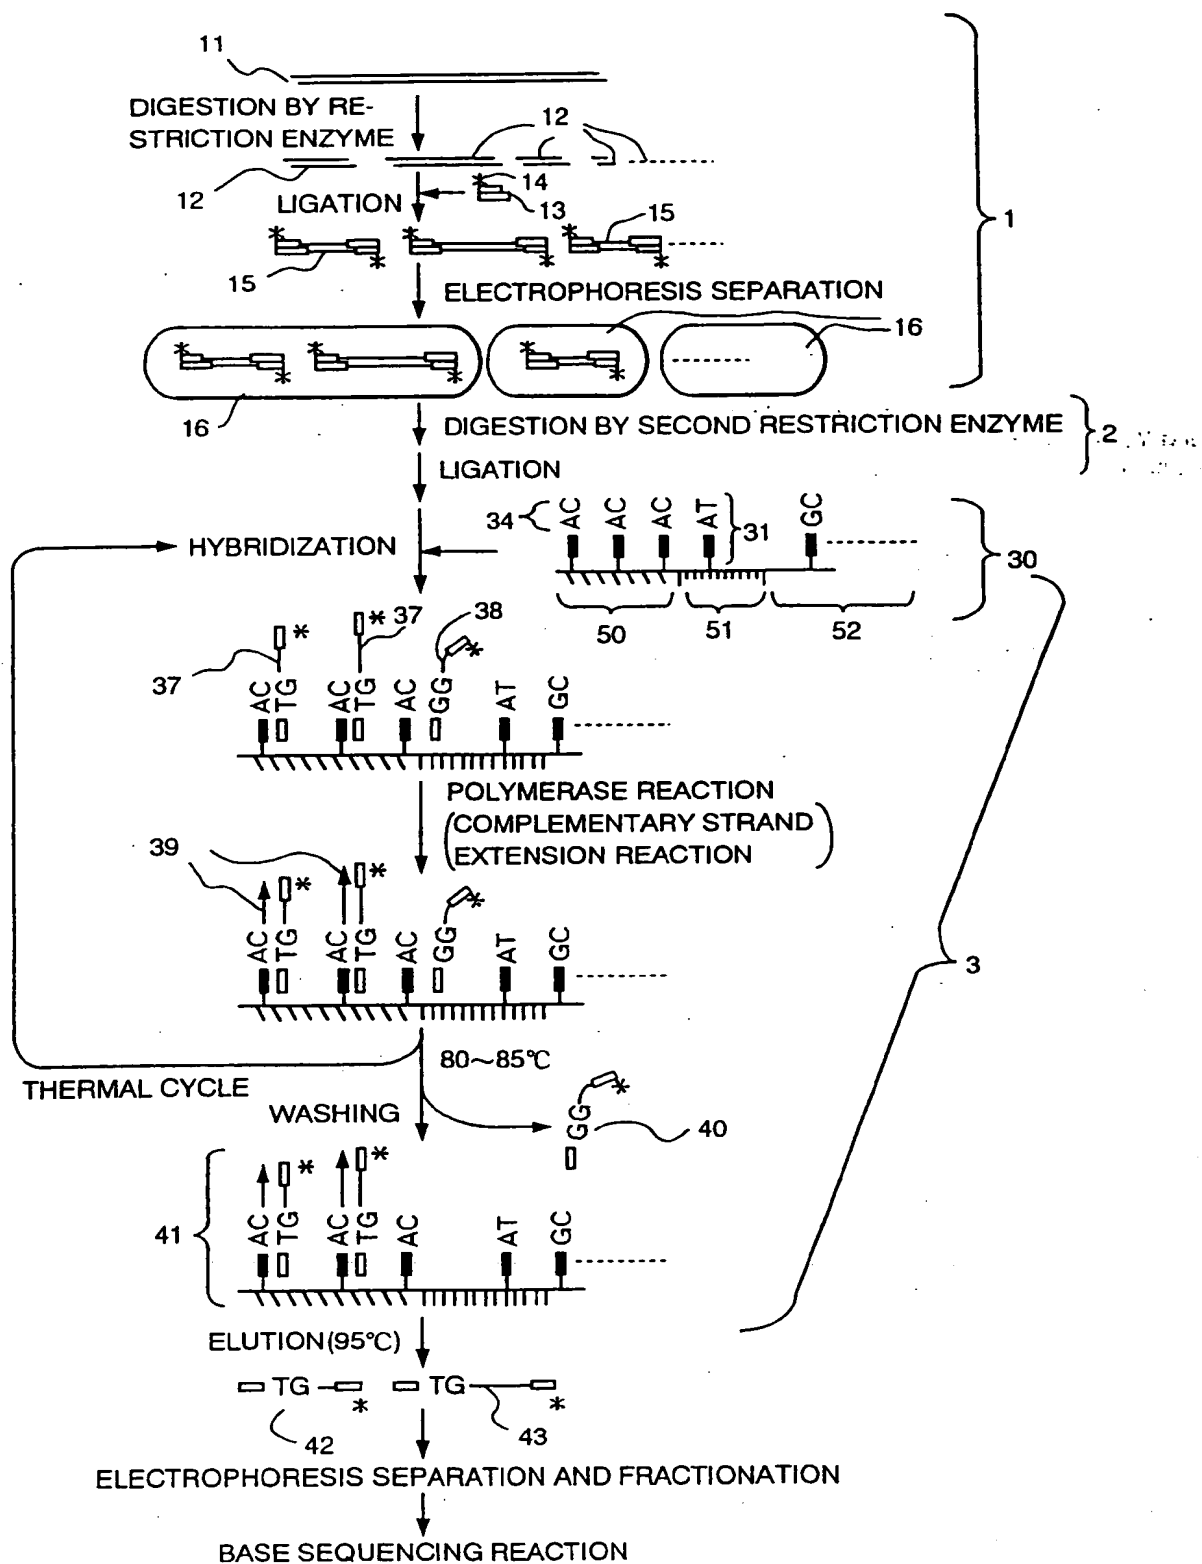 11
DIGESTION BY RE-
STRICTION ENZYME
12
12
* 14
13
LIGATION
15
* * *
* * *
15
1
ELECTROPHORESIS SEPARATION
16
* * *
* * *
16
DIGESTION BY SECOND RESTRICTION ENZYME
2
LIGATION
34 AC AC AC AT GC
31
HYBRIDIZATION
30
50 51 52
* * 37 38 *
37
AC TG AC TG AC GG AT GC
POLYMERASE REACTION
(COMPLEMENTARY STRAND
EXTENSION REACTION)
39
* * *
AC TG AC TG AC GG AT GC
3
80~85℃
THERMAL CYCLE
WASHING
*
GG 40
* *
41
AC TG AC TG AC AT GC
ELUTION(95℃)
TG TG
* *
42 43
ELECTROPHORESIS SEPARATION AND FRACTIONATION
BASE SEQUENCING REACTION